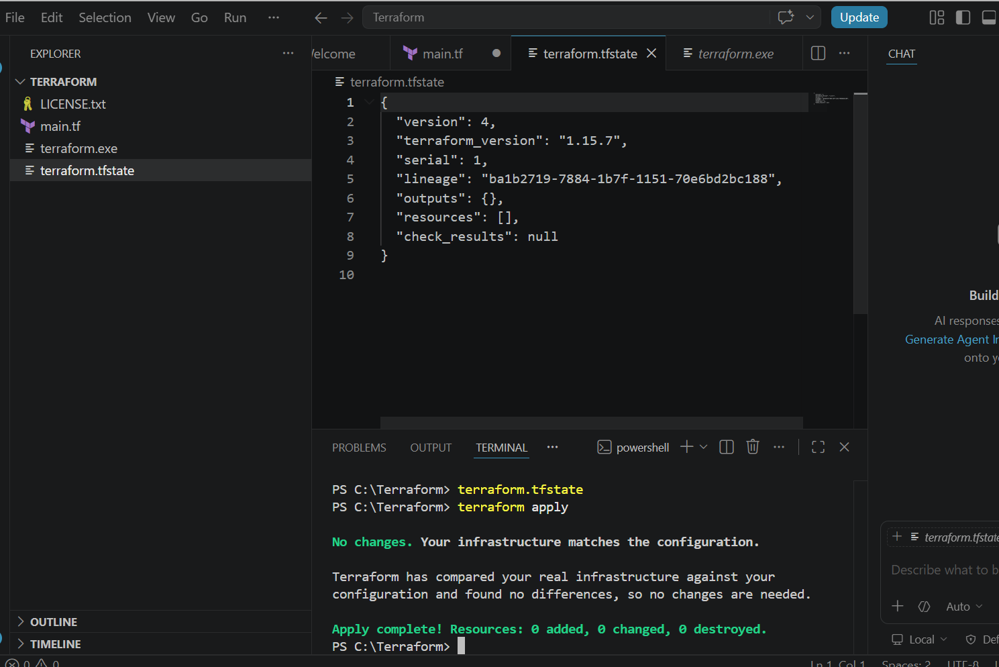 File Edit Selection View Go Run ··· Terraform Update
EXPLORER ···
TERRAFORM
LICENSE.txt
main.tf
terraform.exe
terraform.tfstate
OUTLINE
TIMELINE
elcome main.tf terraform.tfstate terraform.exe ···
terraform.tfstate
1 {
2 "version": 4,
3 "terraform_version": "1.15.7",
4 "serial": 1,
5 "lineage": "ba1b2719-7884-1b7f-1151-70e6bd2bc188",
6 "outputs": {},
7 "resources": [],
8 "check_results": null
9 }
10
PROBLEMS OUTPUT TERMINAL ··· powershell ···
PS C:\Terraform> terraform.tfstate
PS C:\Terraform> terraform apply
No changes. Your infrastructure matches the configuration.
Terraform has compared your real infrastructure against your
configuration and found no differences, so no changes are needed.
Apply complete! Resources: 0 added, 0 changed, 0 destroyed.
PS C:\Terraform>
CHAT
Build
AI responses
Generate Agent In
onto y
terraform.tfstate
Describe what to b
Auto
Local Def
0 0 Ln 1, Col 1 Spaces: 2 UTF-8